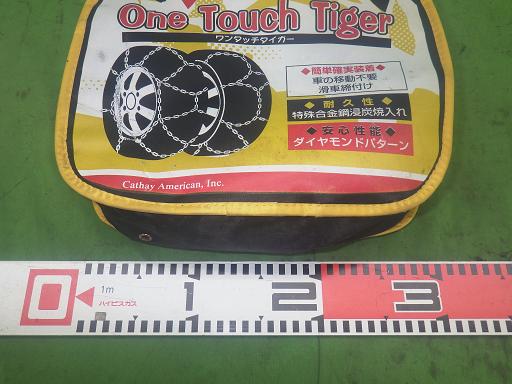 One Touch Tiger
ワンタッチタイガー
◆簡単確実装着◆
車の移動不要
滑車締付け
◆耐久性◆
特殊合金鋼浸炭焼入れ
◆安心性能◆
ダイヤモンドパターン
Cathay American, Inc.
0
1m
ハイビスカス
1
2
3